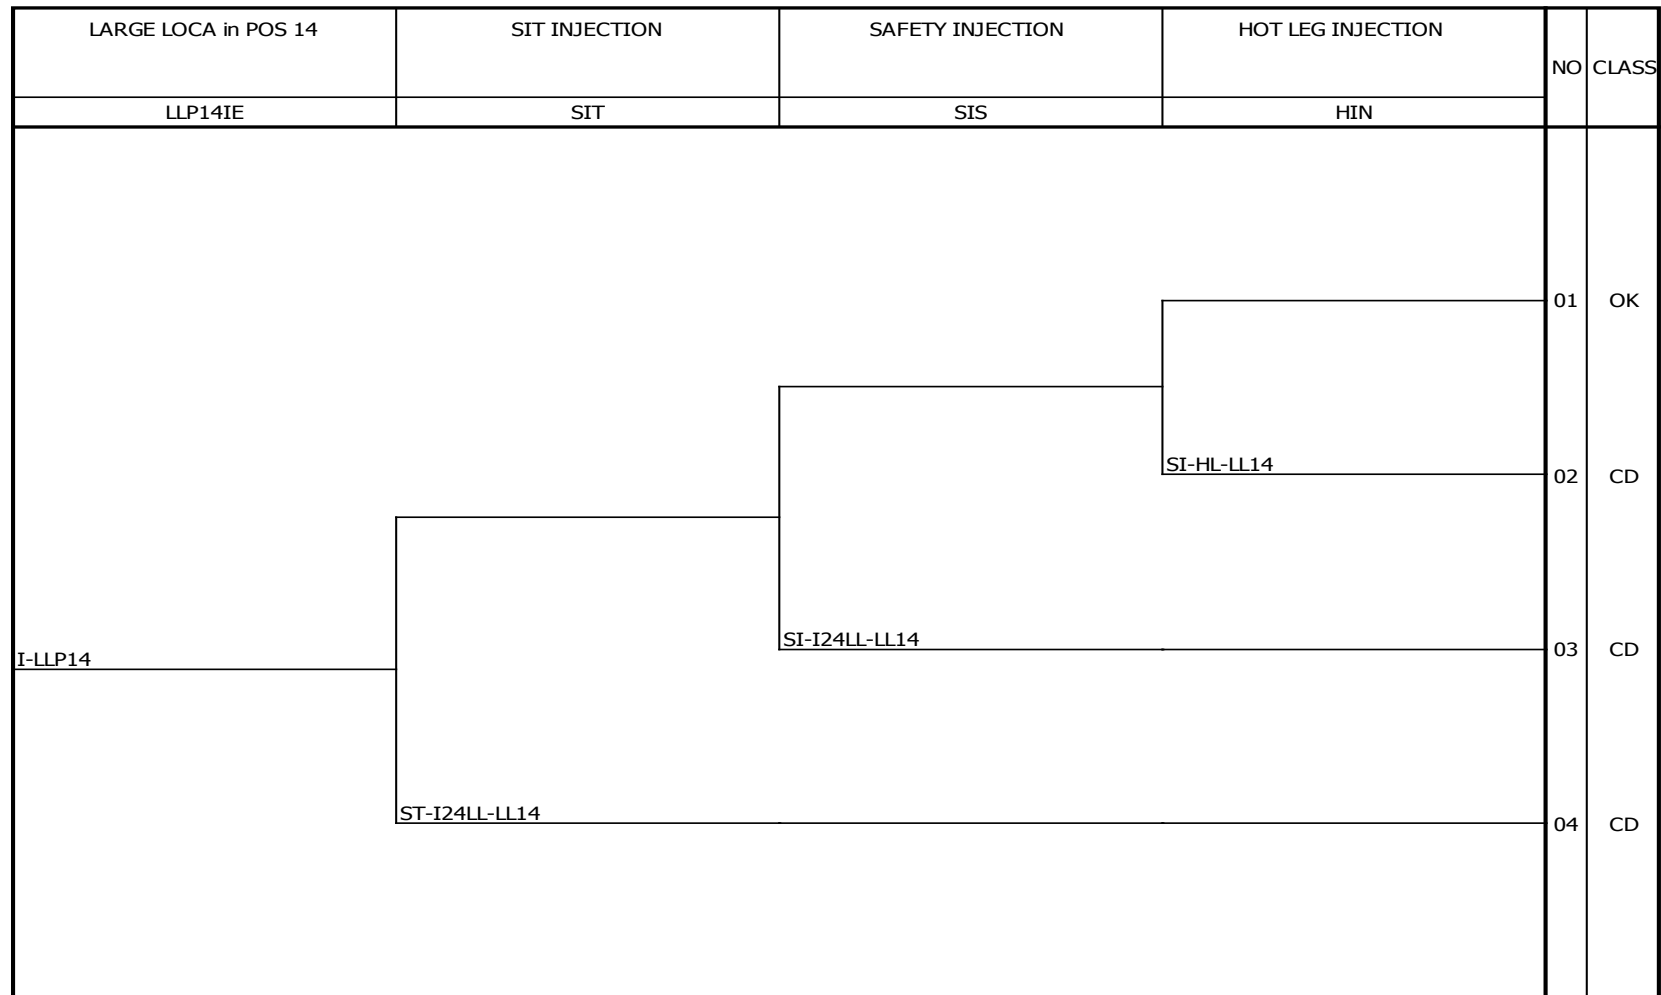 LARGE LOCA in POS 14 SIT INJECTION SAFETY INJECTION HOT LEG INJECTION
NO CLASS
LLP14IE SIT SIS HIN
01 OK
SI-HL-LL14
02 CD
SI-I24LL-LL14
03 CD
I-LLP14
ST-I24LL-LL14
04 CD